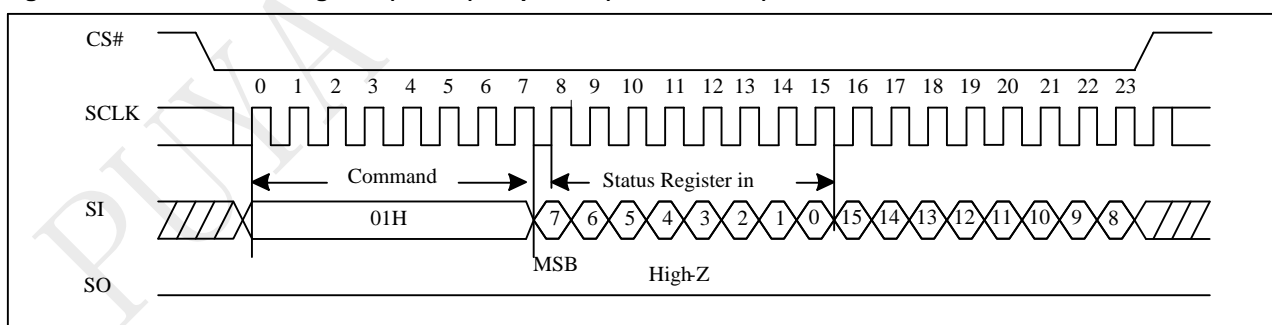 CS#
0 1 2 3 4 5 6 7 8 9 10 11 12 13 14 15 16 17 18 19 20 21 22 23
SCLK
Command Status Register in
SI 01H 7 6 5 4 3 2 1 0 15 14 13 12 11 10 9 8
MSB High-Z
SO
PUYA